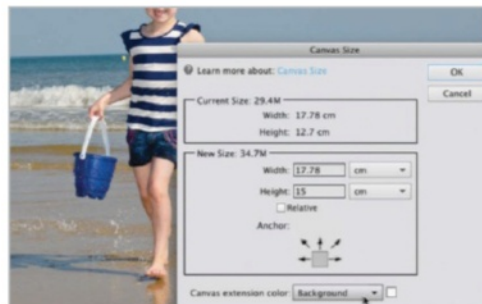 Canvas Size
Learn more about: Canvas Size
OK
Cancel
Current Size: 29.4M
Width: 17.78 cm
Height: 12.7 cm
New Size: 34.7M
Width: 17.78 cm
Height: 15 cm
Relative
Anchor:
Canvas extension color: Background